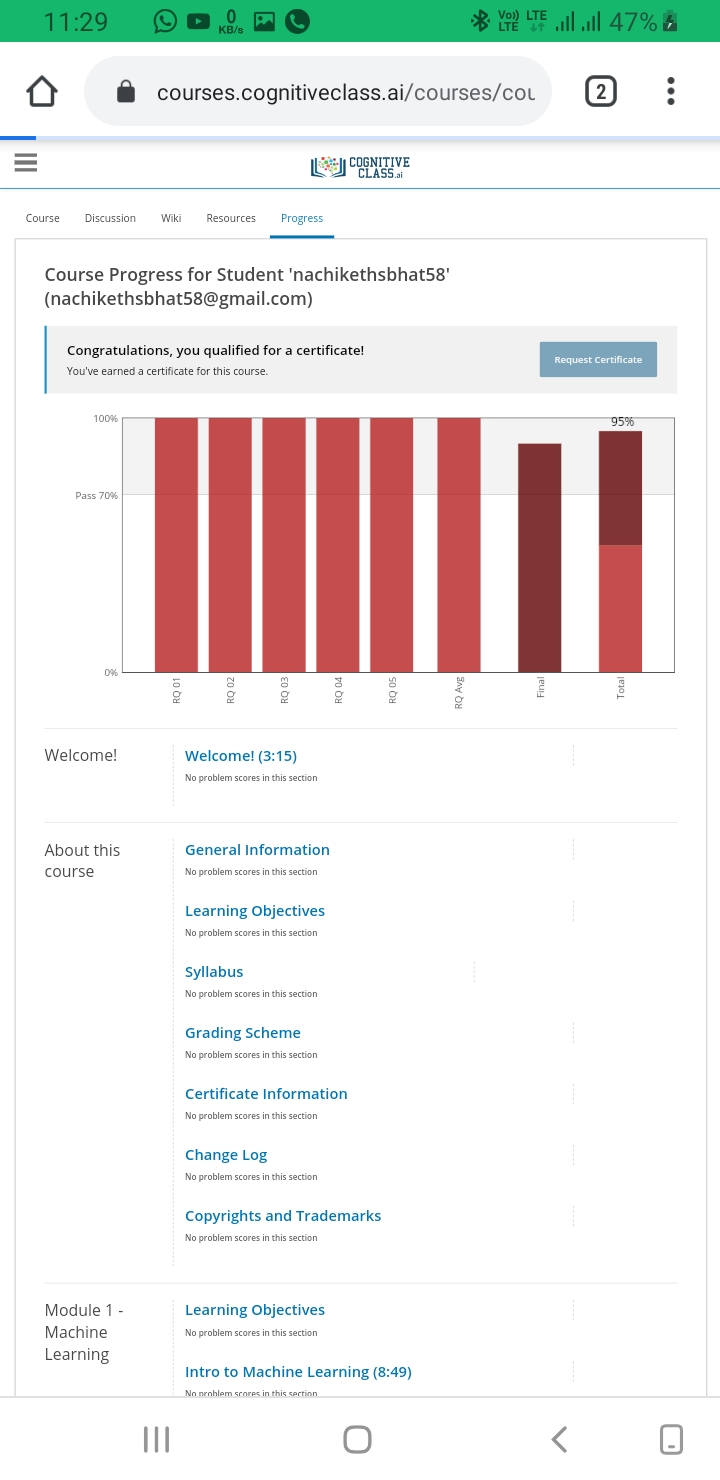 11:29 0 KB/s Vo)) LTE LTE 47%
courses.cognitiveclass.ai/courses/cou
2
COGNITIVE
CLASS.ai
Course Discussion Wiki Resources Progress
Course Progress for Student 'nachikethsbhat58'
(nachikethsbhat58@gmail.com)
Congratulations, you qualified for a certificate!
You've earned a certificate for this course.
Request Certificate
100%
95%
Pass 70%
0%
RQ 01 RQ 02 RQ 03 RQ 04 RQ 05 RQ Avg Final Total
Welcome!
Welcome! (3:15)
No problem scores in this section
About this
course
General Information
No problem scores in this section
Learning Objectives
No problem scores in this section
Syllabus
No problem scores in this section
Grading Scheme
No problem scores in this section
Certificate Information
No problem scores in this section
Change Log
No problem scores in this section
Copyrights and Trademarks
No problem scores in this section
Module 1 -
Machine
Learning
Learning Objectives
No problem scores in this section
Intro to Machine Learning (8:49)
No problem scores in this section